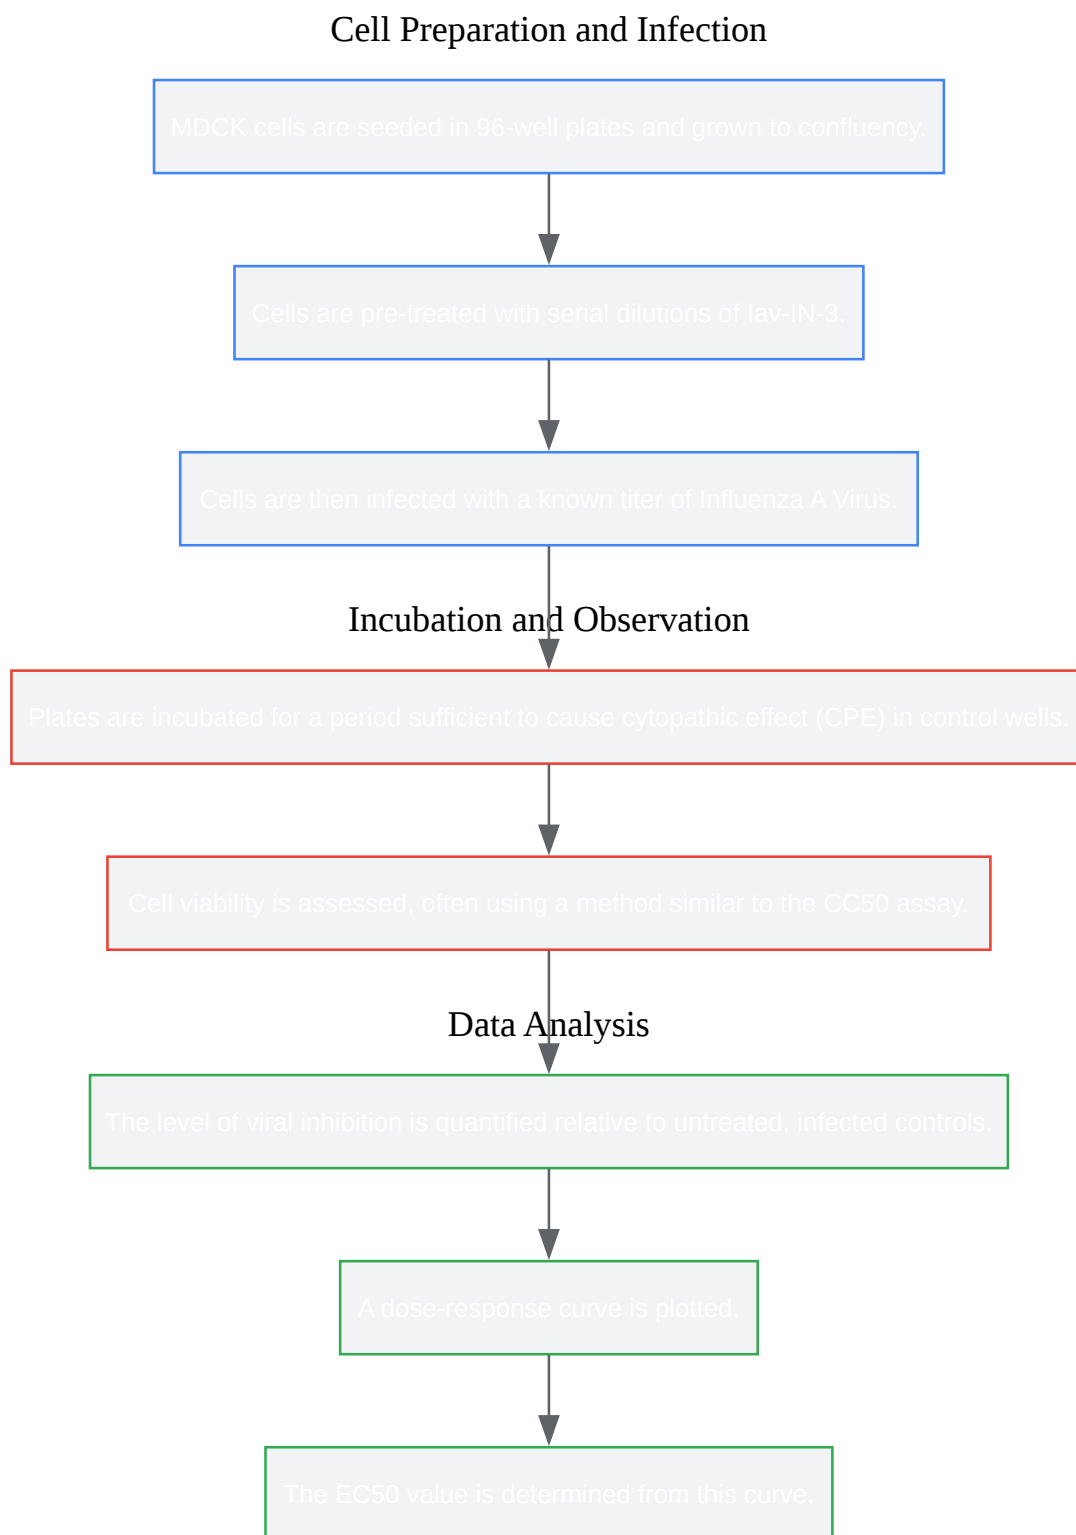 Cell Preparation and Infection
MDCK cells are seeded in 96-well plates and grown to confluency.
Cells are pre-treated with serial dilutions of Iav-IN-3.
Cells are then infected with a known titer of Influenza A Virus.
Incubation and Observation
Plates are incubated for a period sufficient to cause cytopathic effect (CPE) in control wells.
Cell viability is assessed, often using a method similar to the CC50 assay.
Data Analysis
The level of viral inhibition is quantified relative to untreated, infected controls.
A dose-response curve is plotted.
The EC50 value is determined from this curve.